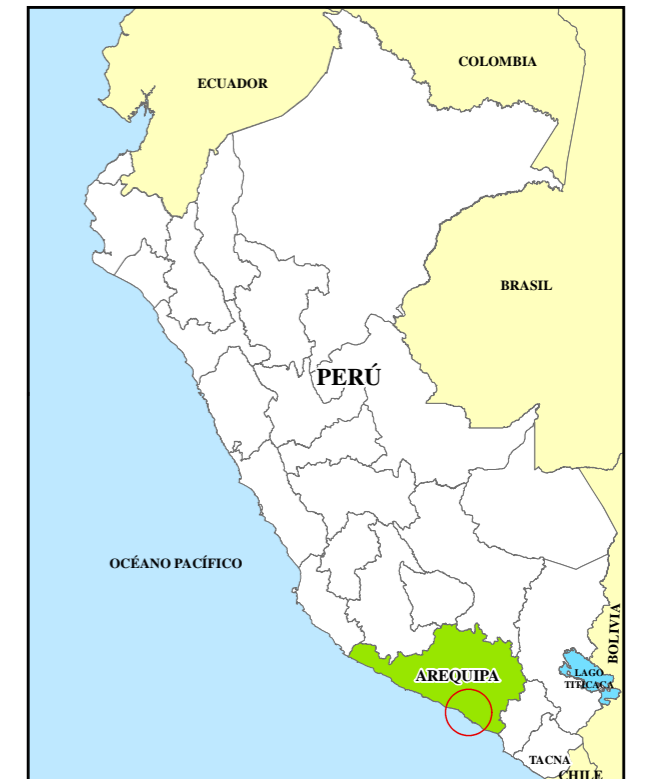 COLOMBIA
ECUADOR
BRASIL
PERÚ
OCÉANO PACÍFICO
BOLIVIA
AREQUIPA
LAGO
TITICACA
TACNA
CHILE